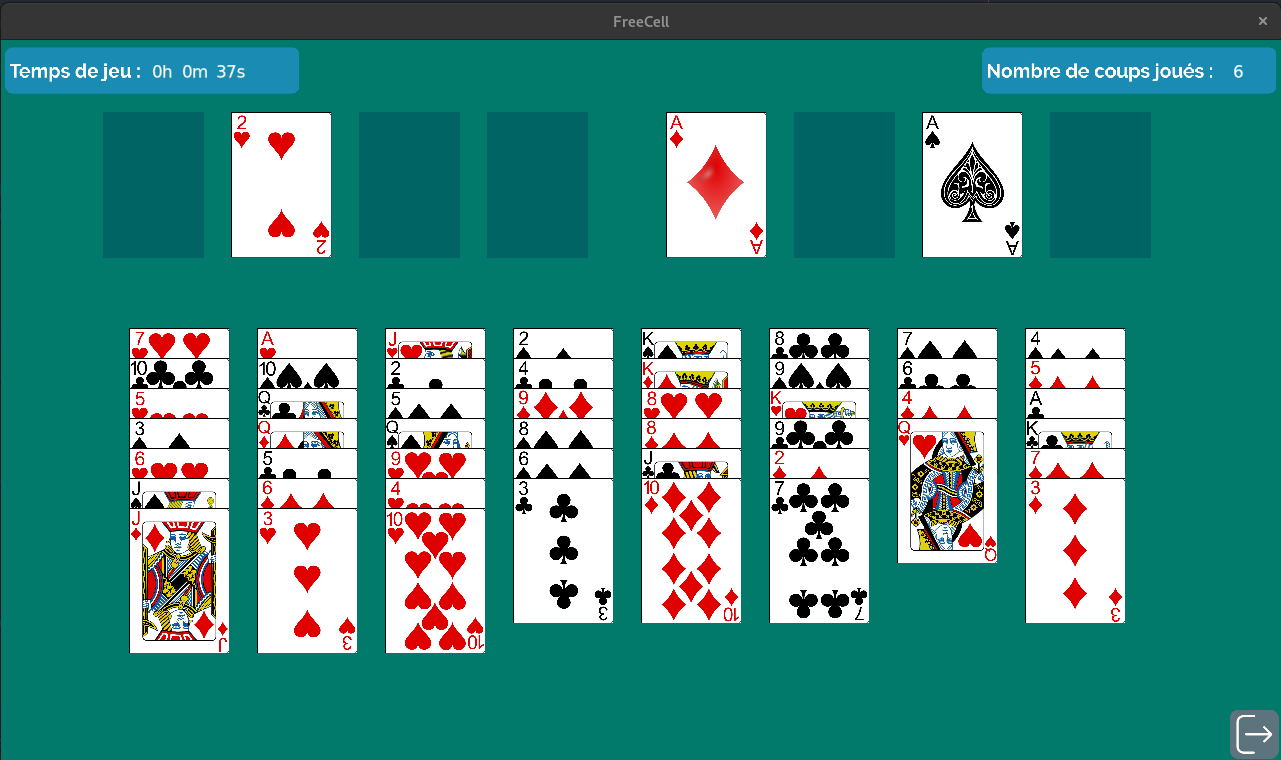 FreeCell
Temps de jeu : 0h 0m 37s
Nombre de coups joués : 6
2 A A
2 A A
7 A J 2 K 8 7 4
10 10 2 4 K 9 6 5
5 Q 5 9 8 K 4 A
3 Q Q 8 8 9 Q K
6 5 9 6 J 2 7
J 6 4 3 10 7 3
J 3 10
Q
3 10 7 3
J 3 10